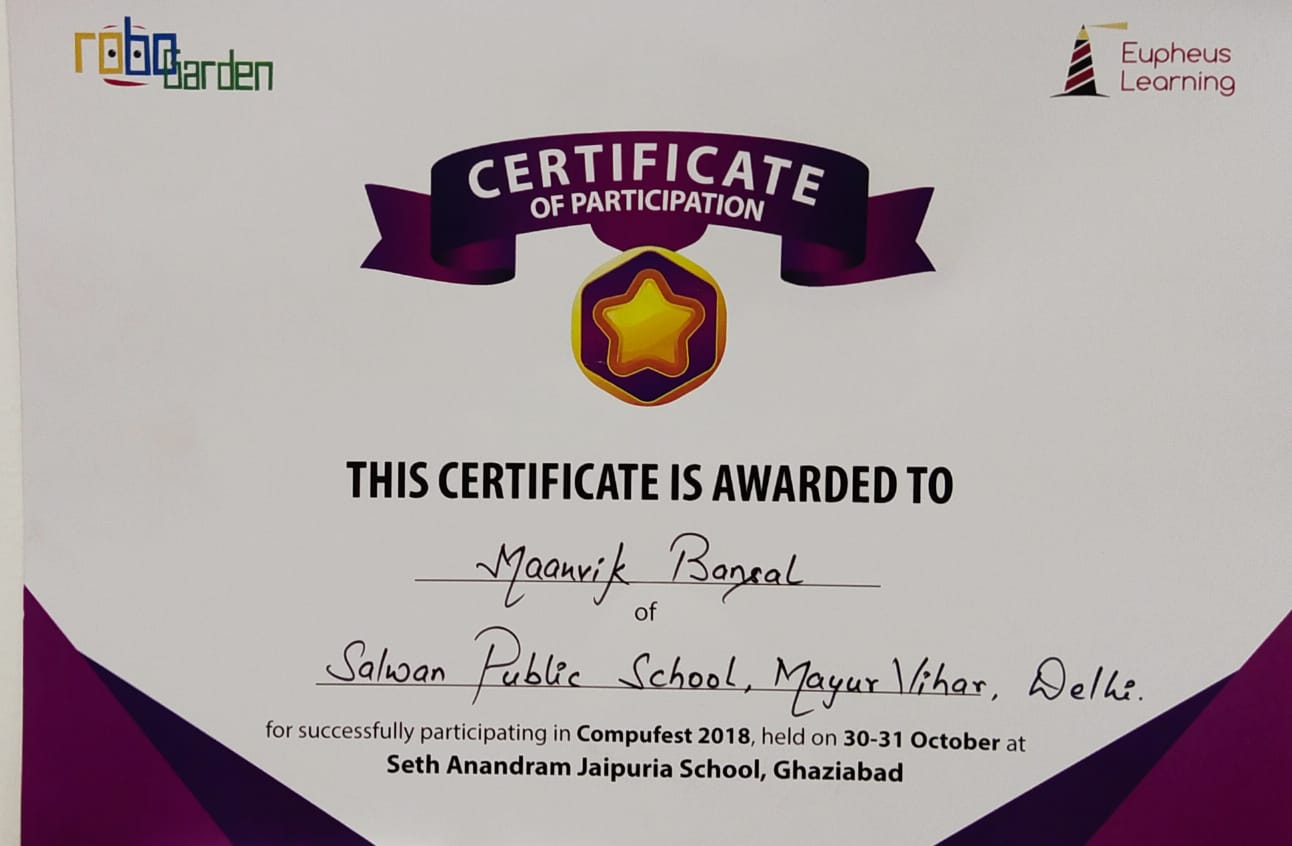 roboGarden
Eupheus
Learning
CERTIFICATE
OF PARTICIPATION
THIS CERTIFICATE IS AWARDED TO
Maanvik Bansal
of
Salwan Public School, Mayur Vihar, Delhi.
for successfully participating in Compufest 2018, held on 30-31 October at
Seth Anandram Jaipuria School, Ghaziabad